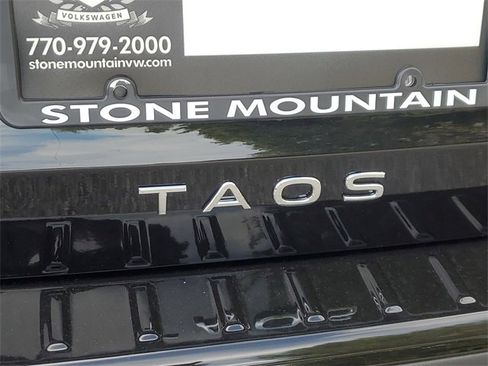 VOLKSWAGEN
770-979-2000
stonemountainvw.com
STONE MOUNTAIN
TAOS